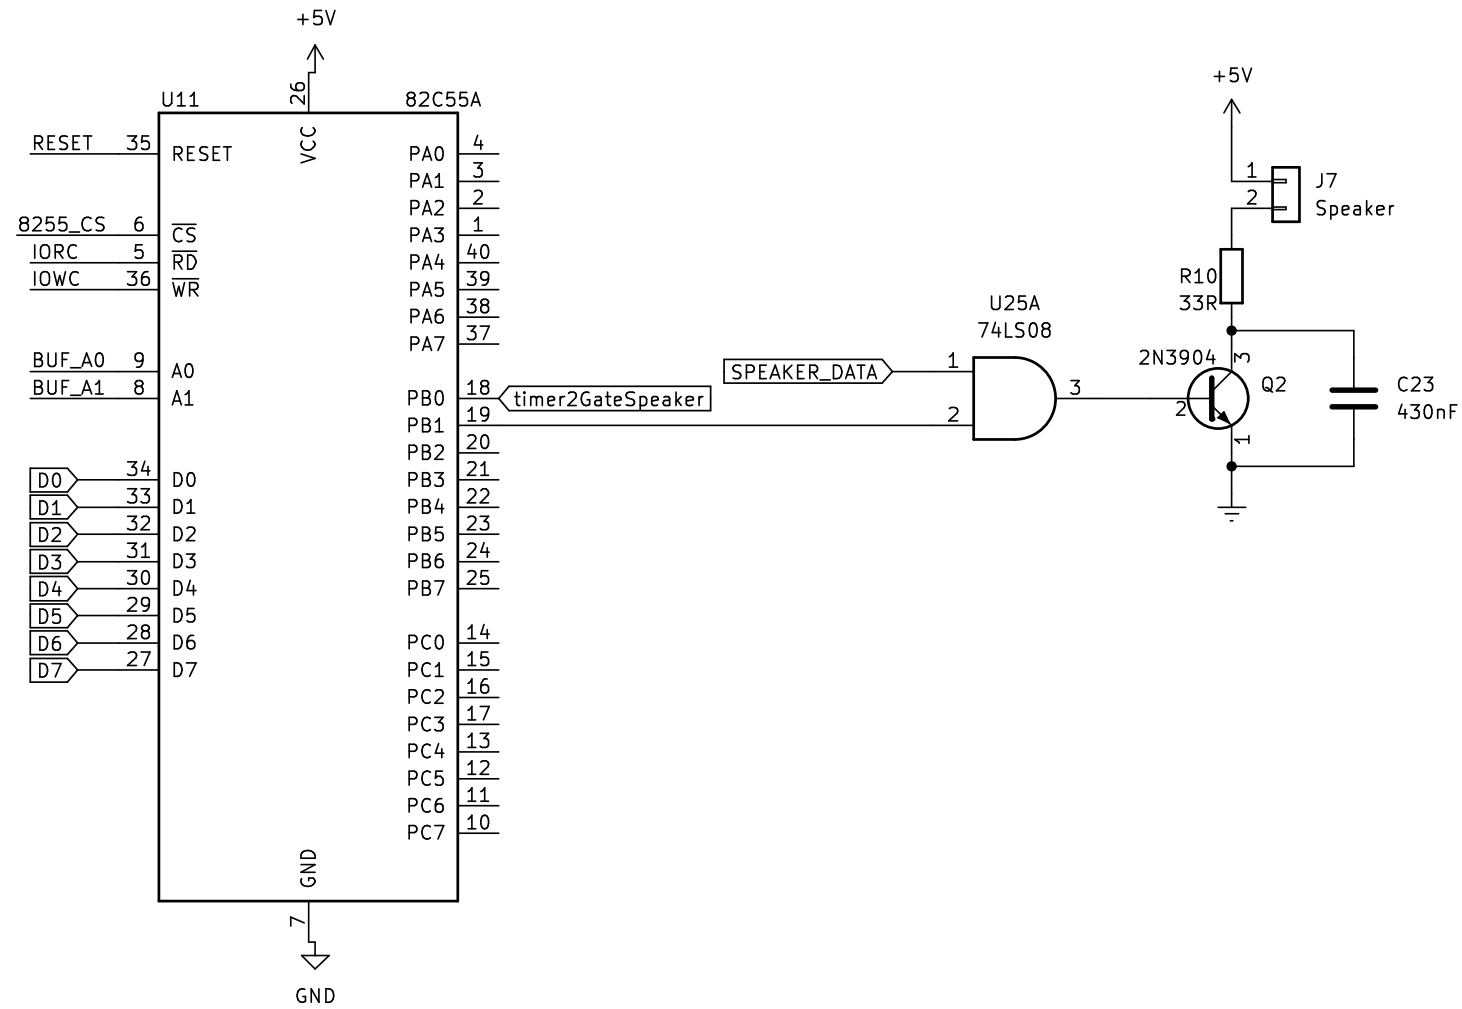 +5V
26
U11
82C55A
VCC
RESET 35 RESET
8255_CS 6 CS
IORC 5 RD
IOWC 36 WR
BUF_A0 9 A0
BUF_A1 8 A1
D0 34 D0
D1 33 D1
D2 32 D2
D3 31 D3
D4 30 D4
D5 29 D5
D6 28 D6
D7 27 D7
PA0 4
PA1 3
PA2 2
PA3 1
PA4 40
PA5 39
PA6 38
PA7 37
PB0 18 timer2GateSpeaker
PB1 19
PB2 20
PB3 21
PB4 22
PB5 23
PB6 24
PB7 25
PC0 14
PC1 15
PC2 16
PC3 17
PC4 13
PC5 12
PC6 11
PC7 10
GND
7
GND
SPEAKER_DATA 1
2
U25A
74LS08
3
+5V
1
2
J7
Speaker
R10
33R
2N3904
3
2
1
Q2
C23
430nF